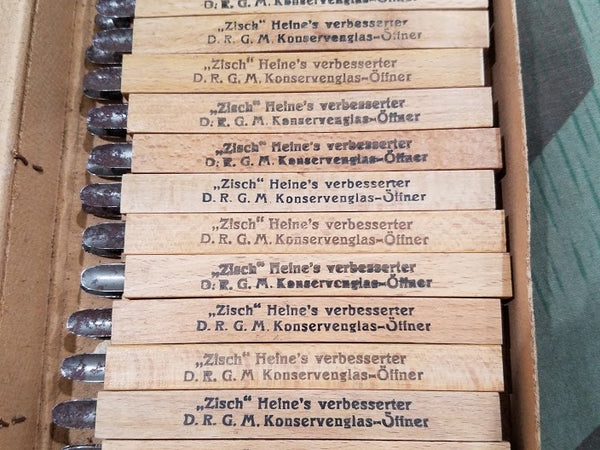 D. R. G. M. Konservenglas-Öffner
„Zisch“ Heine's verbesserter
D. R. G. M. Konservenglas-Öffner
„Zisch“ Heine's verbesserter
D. R. G. M. Konservenglas-Öffner
„Zisch“ Heine's verbesserter
D. R. G. M. Konservenglas-Öffner
„Zisch“ Heine's verbesserter
D. R. G. M. Konservenglas-Öffner
„Zisch“ Heine's verbesserter
D. R. G. M. Konservenglas-Öffner
„Zisch“ Heine's verbesserter
D. R. G. M. Konservenglas-Öffner
„Zisch“ Heine's verbesserter
D. R. G. M. Konservenglas-Öffner
„Zisch“ Heine's verbesserter
D. R. G. M. Konservenglas-Öffner
„Zisch“ Heine's verbesserter
D. R. G. M. Konservenglas-Öffner
„Zisch“ Heine's verbesserter
D. R. G. M. Konservenglas-Öffner